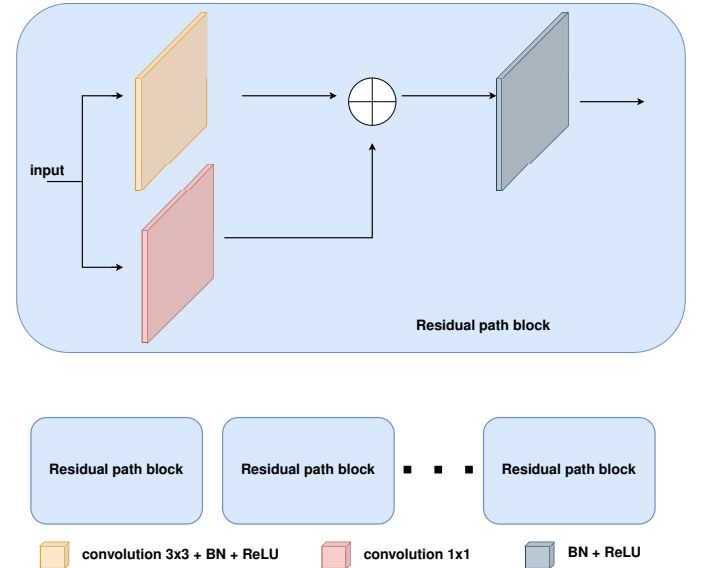 input
Residual path block
Residual path block
Residual path block
Residual path block
convolution 3x3 + BN + ReLU
convolution 1x1
BN + ReLU